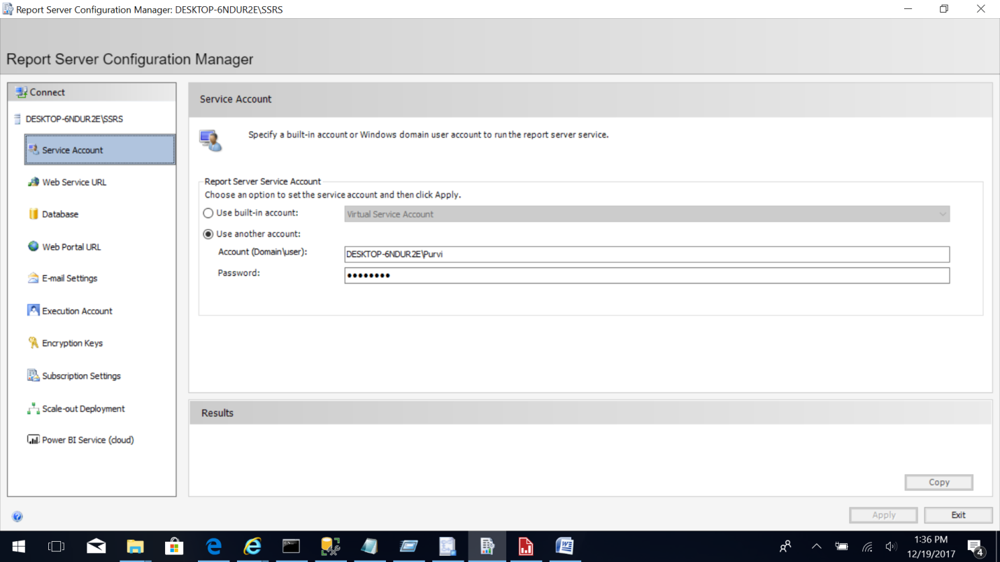 Report Server Configuration Manager: DESKTOP-6NDUR2E\SSRS
Report Server Configuration Manager
Connect
DESKTOP-6NDUR2E\SSRS
Service Account
Web Service URL
Database
Web Portal URL
E-mail Settings
Execution Account
Encryption Keys
Subscription Settings
Scale-out Deployment
Power BI Service (cloud)
Service Account
Specify a built-in account or Windows domain user account to run the report server service.
Report Server Service Account
Choose an option to set the service account and then click Apply.
Use built-in account:
Virtual Service Account
Use another account:
Account (Domain\user):
DESKTOP-6NDUR2E\Purvi
Password:
••••••••
Results
Copy
Apply
Exit
1:36 PM
12/19/2017
4